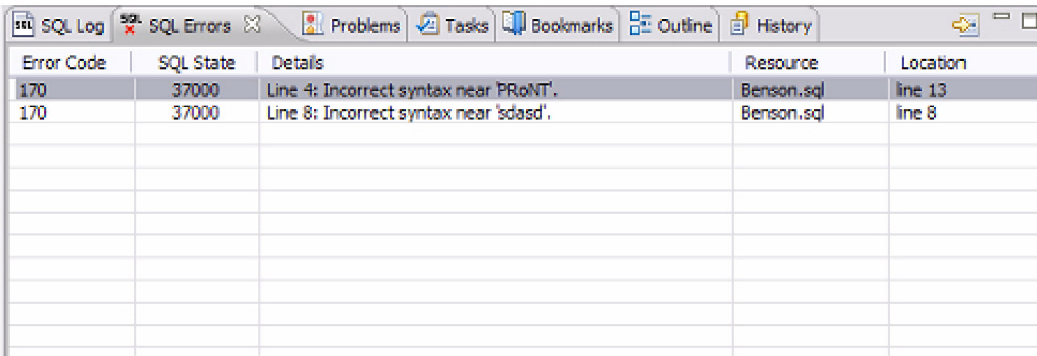 SQL Log SQL Errors Problems Tasks Bookmarks Outline History
Error Code SQL State Details Resource Location
170 37000 Line 4: Incorrect syntax near 'PRoNT'. Benson.sql line 13
170 37000 Line 8: Incorrect syntax near 'sdasd'. Benson.sql line 8